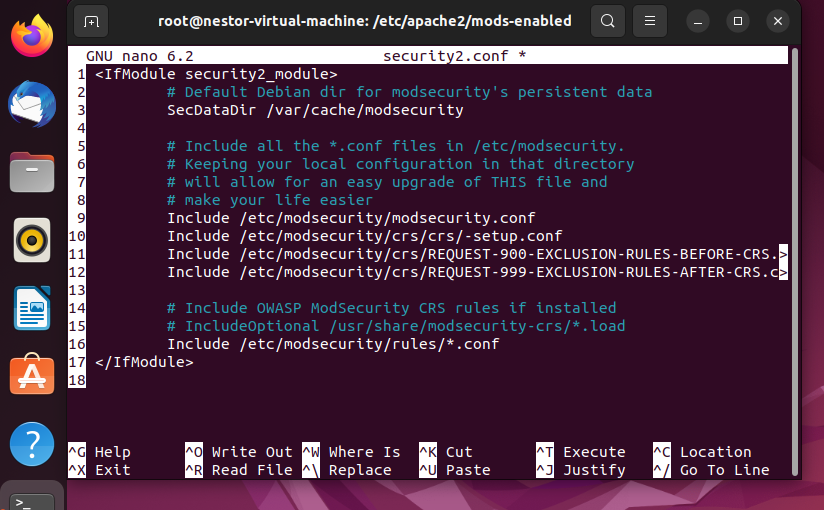 root@nestor-virtual-machine: /etc/apache2/mods-enabled
GNU nano 6.2 security2.conf *
1 <IfModule security2_module>
2 # Default Debian dir for modsecurity's persistent data
3 SecDataDir /var/cache/modsecurity
4
5 # Include all the *.conf files in /etc/modsecurity.
6 # Keeping your local configuration in that directory
7 # will allow for an easy upgrade of THIS file and
8 # make your life easier
9 Include /etc/modsecurity/modsecurity.conf
10 Include /etc/modsecurity/crs/crs/-setup.conf
11 Include /etc/modsecurity/crs/REQUEST-900-EXCLUSION-RULES-BEFORE-CRS.>
12 Include /etc/modsecurity/crs/REQUEST-999-EXCLUSION-RULES-AFTER-CRS.c>
13
14 # Include OWASP ModSecurity CRS rules if installed
15 # IncludeOptional /usr/share/modsecurity-crs/*.load
16 Include /etc/modsecurity/rules/*.conf
17 </IfModule>
18
^G Help ^O Write Out ^W Where Is ^K Cut ^T Execute ^C Location
^X Exit ^R Read File ^\ Replace ^U Paste ^J Justify ^/ Go To Line